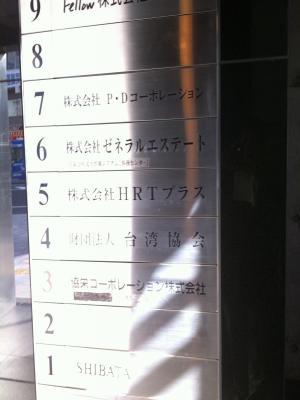 9 Fellow 株式会社
8
7 株式会社 P・Dコーポレーション
6 株式会社 ゼネラルエステート
5 株式会社HRTプラス
4 財団法人 台湾協会
3 協栄コーポレーション株式会社
2
1 SHIBATA